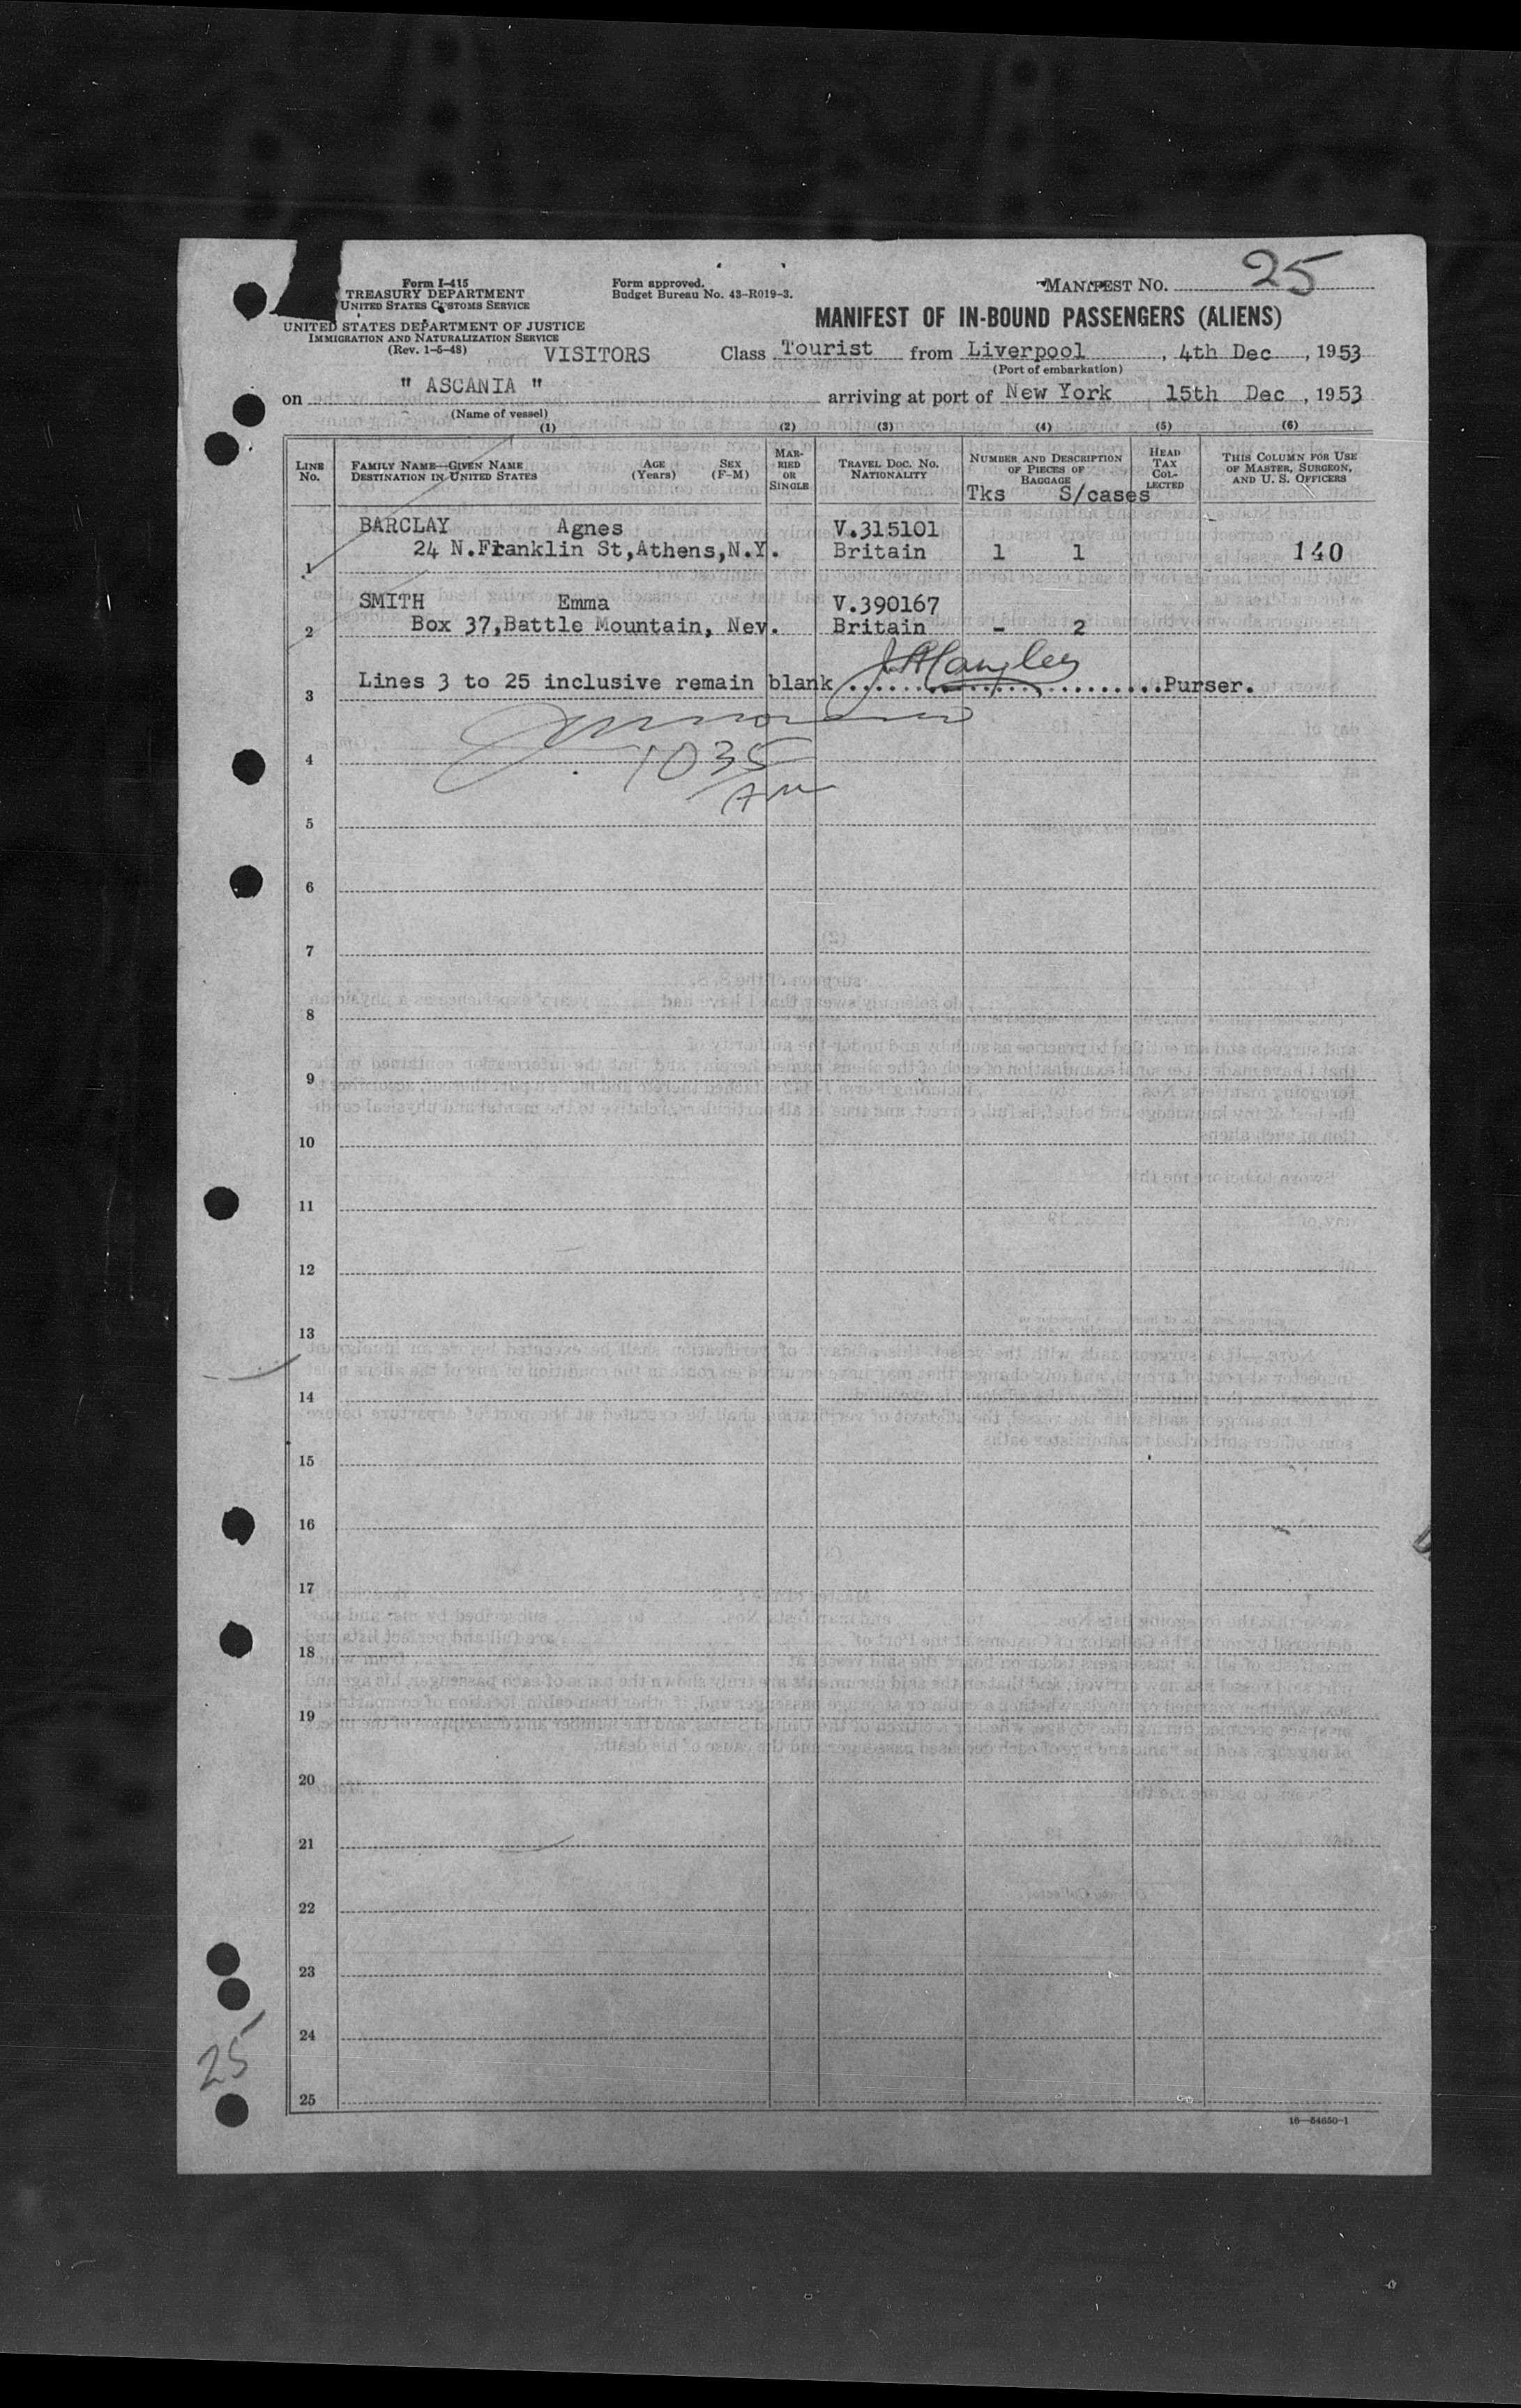 MANIFEST NO. 25
Form I-415
TREASURY DEPARTMENT
UNITED STATES CUSTOMS SERVICE
Form approved.
Budget Bureau No. 43-R019-3.
MANIFEST OF IN-BOUND PASSENGERS (ALIENS)
UNITED STATES DEPARTMENT OF JUSTICE
IMMIGRATION AND NATURALIZATION SERVICE
(Rev. 1-5-48)
VISITORS Class Tourist from Liverpool, 4th Dec, 1953
(Port of embarkation)
on " ASCANIA " arriving at port of New York 15th Dec, 1953
(Name of vessel)
(1) (2) (3) (4) (5) (6)
LINE No. FAMILY NAME—GIVEN NAME DESTINATION IN UNITED STATES AGE (Years) SEX (F-M) MARRIED OR SINGLE TRAVEL DOC. NO. NATIONALITY NUMBER AND DESCRIPTION OF PIECES OF BAGGAGE HEAD TAX COLLECTED THIS COLUMN FOR USE OF MASTER, SURGEON, AND U. S. OFFICERS
Tks S/cases
BARCLAY Agnes V.315101
1 24 N.Franklin St,Athens,N.Y. Britain 1 1 140
SMITH Emma V.390167
2 Box 37,Battle Mountain, Nev. Britain - 2
3 Lines 3 to 25 inclusive remain blank ........................Purser.
4 1035
AM
5
6
7
8
9
10
11
12
13
14
15
16
17
18
19
20
21
22
23
24
25
25
16—54650-1